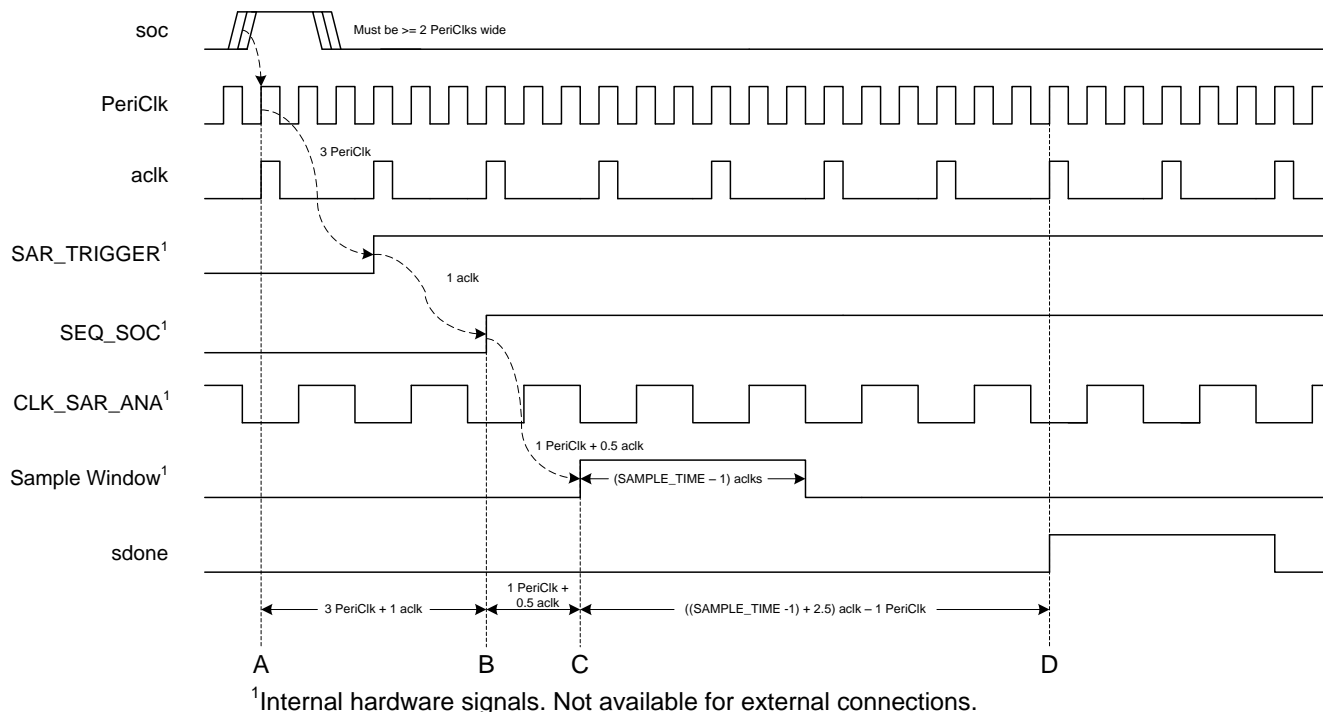 soc
Must be >= 2 PeriClks wide
PeriClk
3 PeriClk
aclk
SAR_TRIGGER¹
1 aclk
SEQ_SOC¹
CLK_SAR_ANA¹
1 PeriClk + 0.5 aclk
Sample Window¹
(SAMPLE_TIME – 1) aclks
sdone
3 PeriClk + 1 aclk
1 PeriClk +
0.5 aclk
((SAMPLE_TIME -1) + 2.5) aclk – 1 PeriClk
A
B
C
D
¹Internal hardware signals. Not available for external connections.